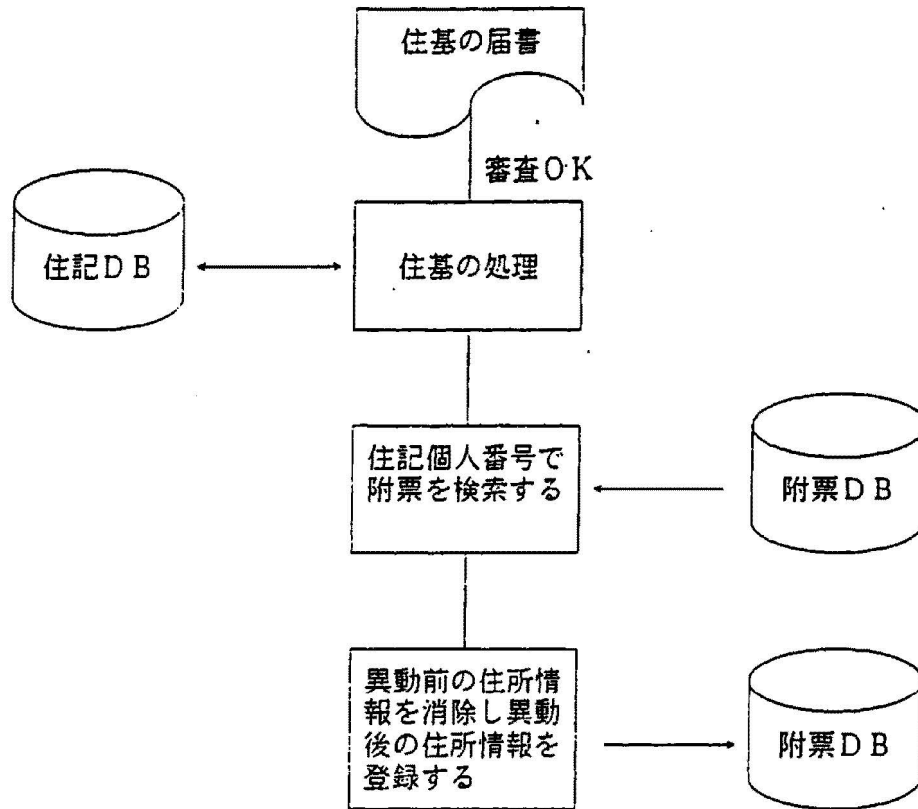 住基の届書
審査O·K
住記DB
住基の処理
住記個人番号で
附票を検索する
附票DB
異動前の住所情
報を消除し異動
後の住所情報を
登録する
附票DB